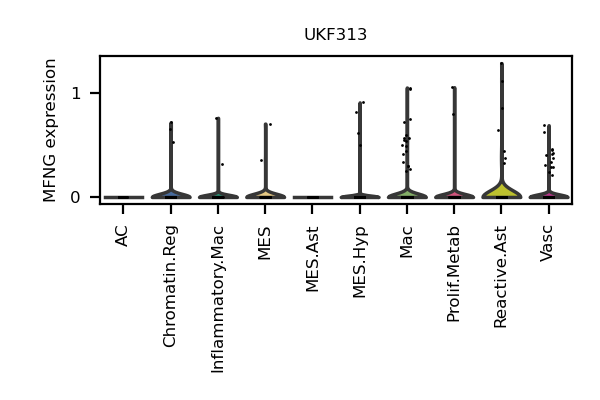 UKF313
MFNG expression
1
0
AC
Chromatin.Reg
Inflammatory.Mac
MES
MES.Ast
MES.Hyp
Mac
Prolif.Metab
Reactive.Ast
Vasc